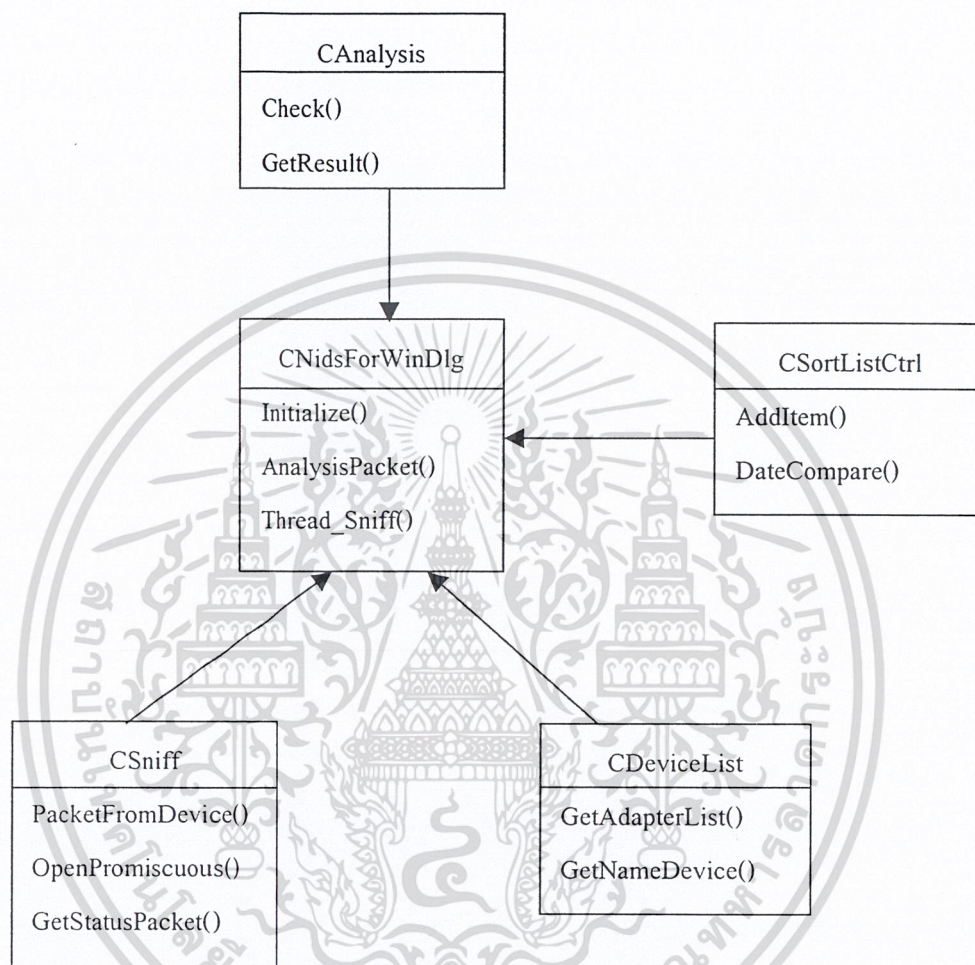 CAnalysis
Check()
GetResult()
CNidsForWinDlg
Initialize()
AnalysisPacket()
Thread_Sniff()
CSortListCtrl
AddItem()
DateCompare()
CSniff
PacketFromDevice()
OpenPromiscuous()
GetStatusPacket()
CDeviceList
GetAdapterList()
GetNameDevice()